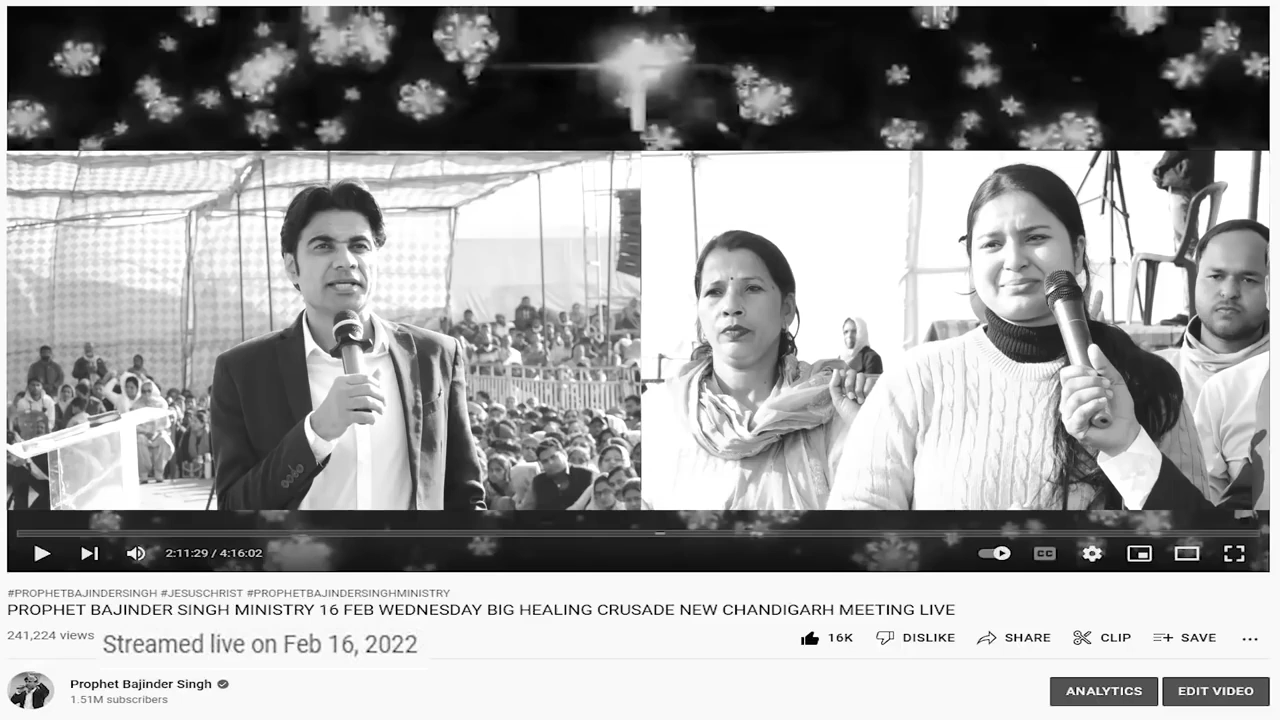 2:11:29 / 4:16:02
CC
#PROPHETBAJINDERSINGH #JESUSCHRIST #PROPHETBAJINDERSINGHMINISTRY
PROPHET BAJINDER SINGH MINISTRY 16 FEB WEDNESDAY BIG HEALING CRUSADE NEW CHANDIGARH MEETING LIVE
241,224 views Streamed live on Feb 16, 2022 16K DISLIKE SHARE CLIP SAVE ...
Prophet Bajinder Singh
1.51M subscribers
ANALYTICS EDIT VIDEO